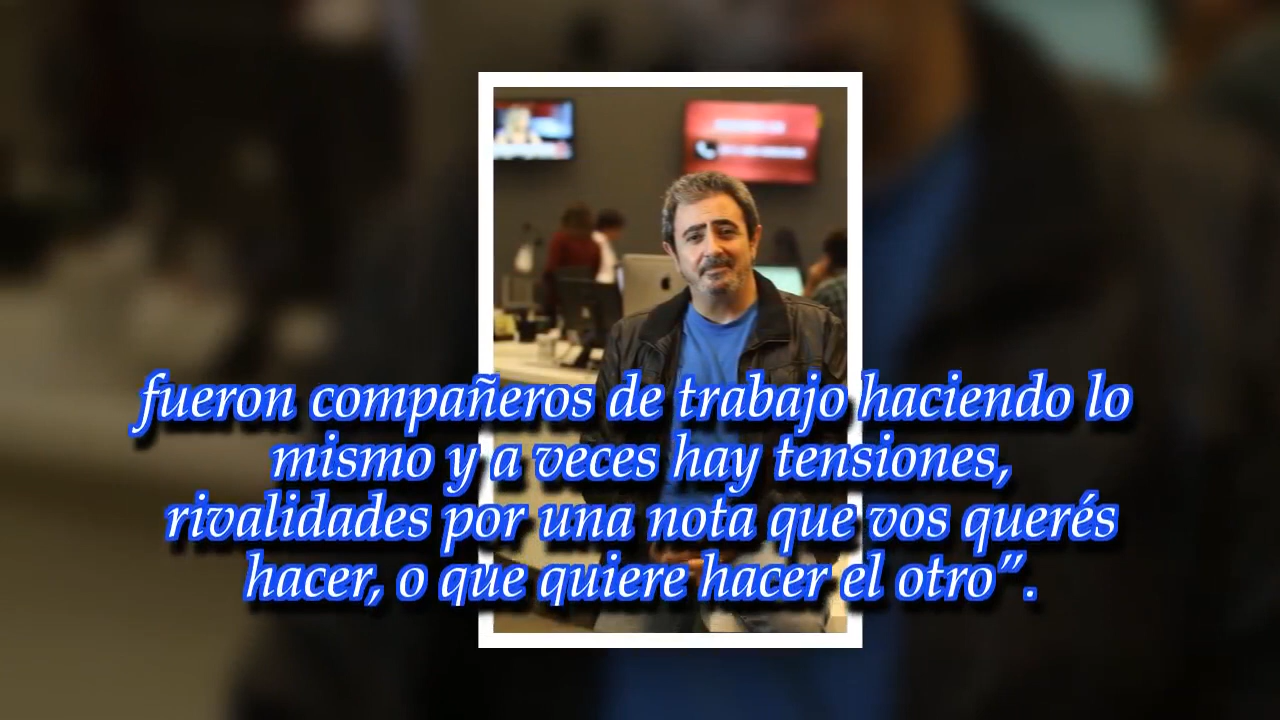 fueron compañeros de trabajo haciendo lo
mismo y a veces hay tensiones,
rivalidades por una nota que vos querés
hacer, o que quiere hacer el otro”.